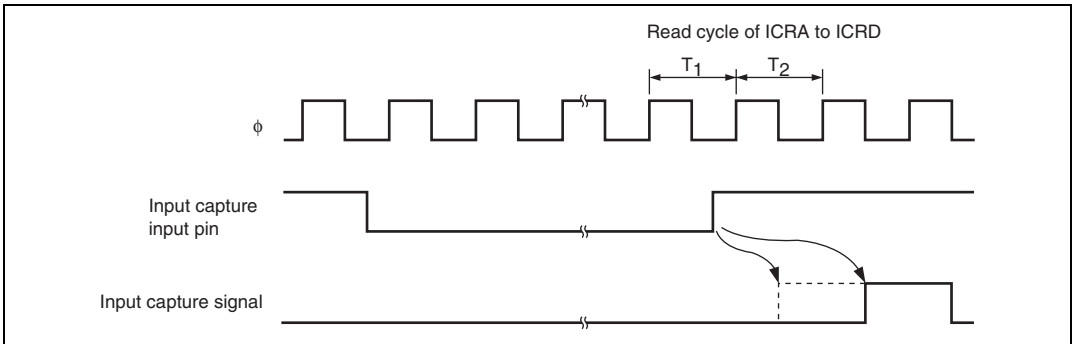 Read cycle of ICRA to ICRD
T1 T2
ϕ
Input capture
input pin
Input capture signal